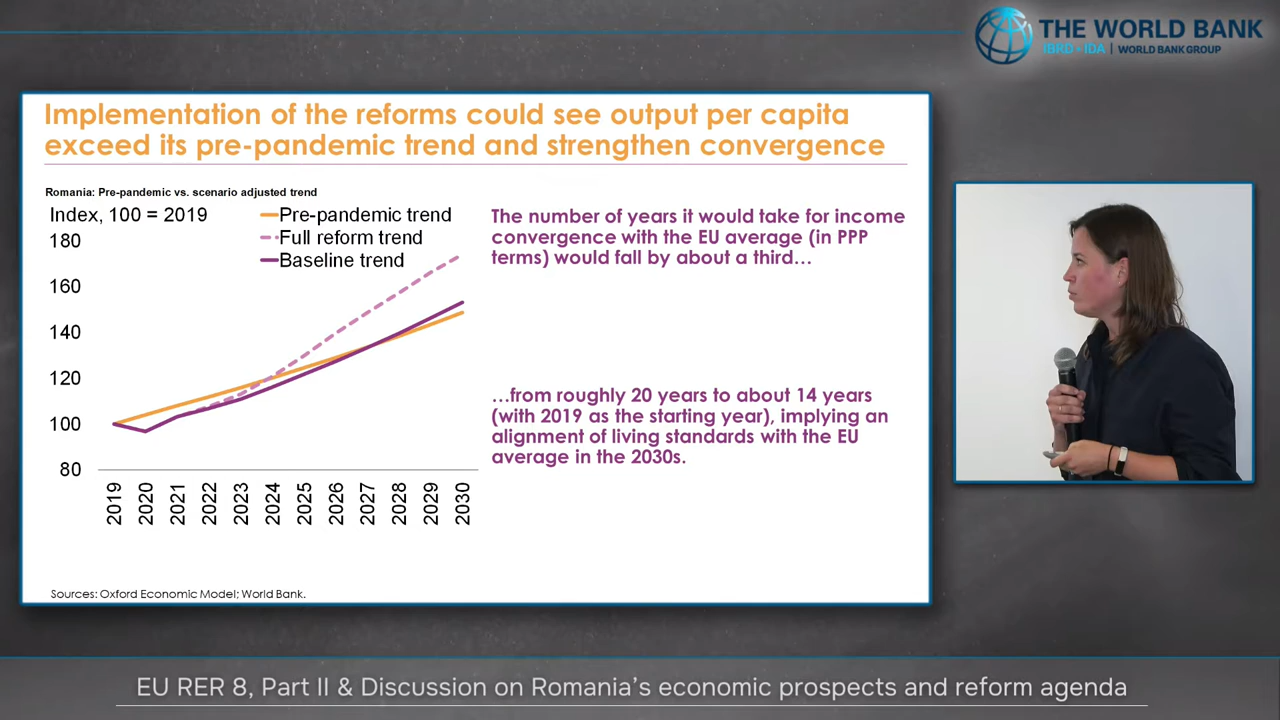 THE WORLD BANK
IBRD • IDA | WORLD BANK GROUP
Implementation of the reforms could see output per capita
exceed its pre-pandemic trend and strengthen convergence
Romania: Pre-pandemic vs. scenario adjusted trend
Index, 100 = 2019
Pre-pandemic trend
Full reform trend
Baseline trend
180
160
140
120
100
80
2019
2020
2021
2022
2023
2024
2025
2026
2027
2028
2029
2030
The number of years it would take for income
convergence with the EU average (in PPP
terms) would fall by about a third…
…from roughly 20 years to about 14 years
(with 2019 as the starting year), implying an
alignment of living standards with the EU
average in the 2030s.
Sources: Oxford Economic Model; World Bank.
EU RER 8, Part II & Discussion on Romania's economic prospects and reform agenda